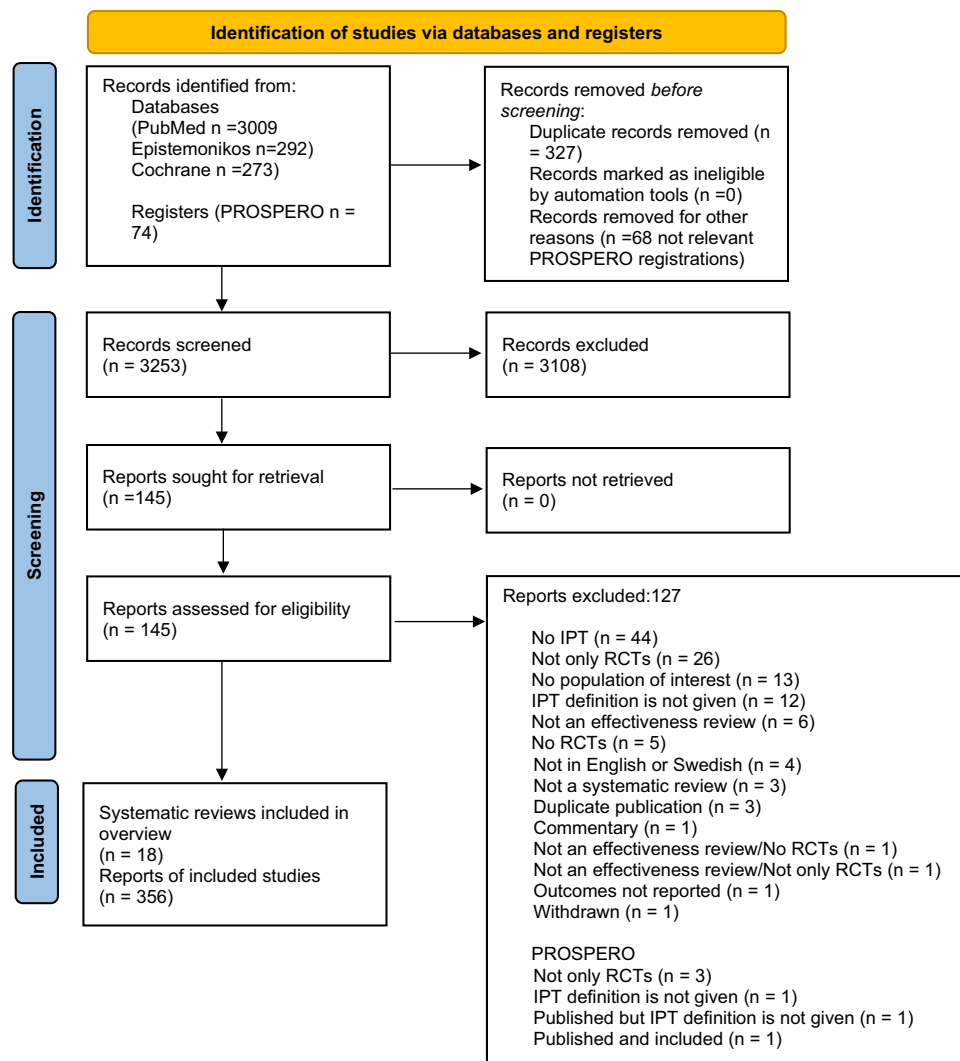 Identification of studies via databases and registers
Identification
Records identified from:
Databases
(PubMed n =3009
Epistemonikos n=292)
Cochrane n =273)
Registers (PROSPERO n =
74)
Records removed before
screening:
Duplicate records removed (n
= 327)
Records marked as ineligible
by automation tools (n =0)
Records removed for other
reasons (n =68 not relevant
PROSPERO registrations)
Screening
Records screened
(n = 3253)
Records excluded
(n = 3108)
Reports sought for retrieval
(n =145)
Reports not retrieved
(n = 0)
Reports assessed for eligibility
(n = 145)
Reports excluded:127
No IPT (n = 44)
Not only RCTs (n = 26)
No population of interest (n = 13)
IPT definition is not given (n = 12)
Not an effectiveness review (n = 6)
No RCTs (n = 5)
Not in English or Swedish (n = 4)
Not a systematic review (n = 3)
Duplicate publication (n = 3)
Commentary (n = 1)
Not an effectiveness review/No RCTs (n = 1)
Not an effectiveness review/Not only RCTs (n = 1)
Outcomes not reported (n = 1)
Withdrawn (n = 1)
PROSPERO
Not only RCTs (n = 3)
IPT definition is not given (n = 1)
Published but IPT definition is not given (n = 1)
Published and included (n = 1)
Included
Systematic reviews included in
overview
(n = 18)
Reports of included studies
(n = 356)